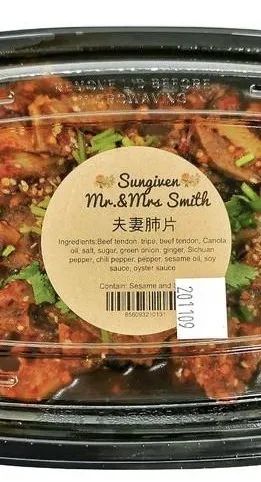 REMOVE LID BEFORE
MICROWAVING
Sungiven
Mr.&Mrs Smith
夫妻肺片
Ingredients:Beef tendon, tripe, beef tendon, Canola
oil, salt, sugar, green onion, ginger, Sichuan
pepper, chili pepper, pepper, sesame oil, soy
sauce, oyster sauce
Contain: Sesame and
201109